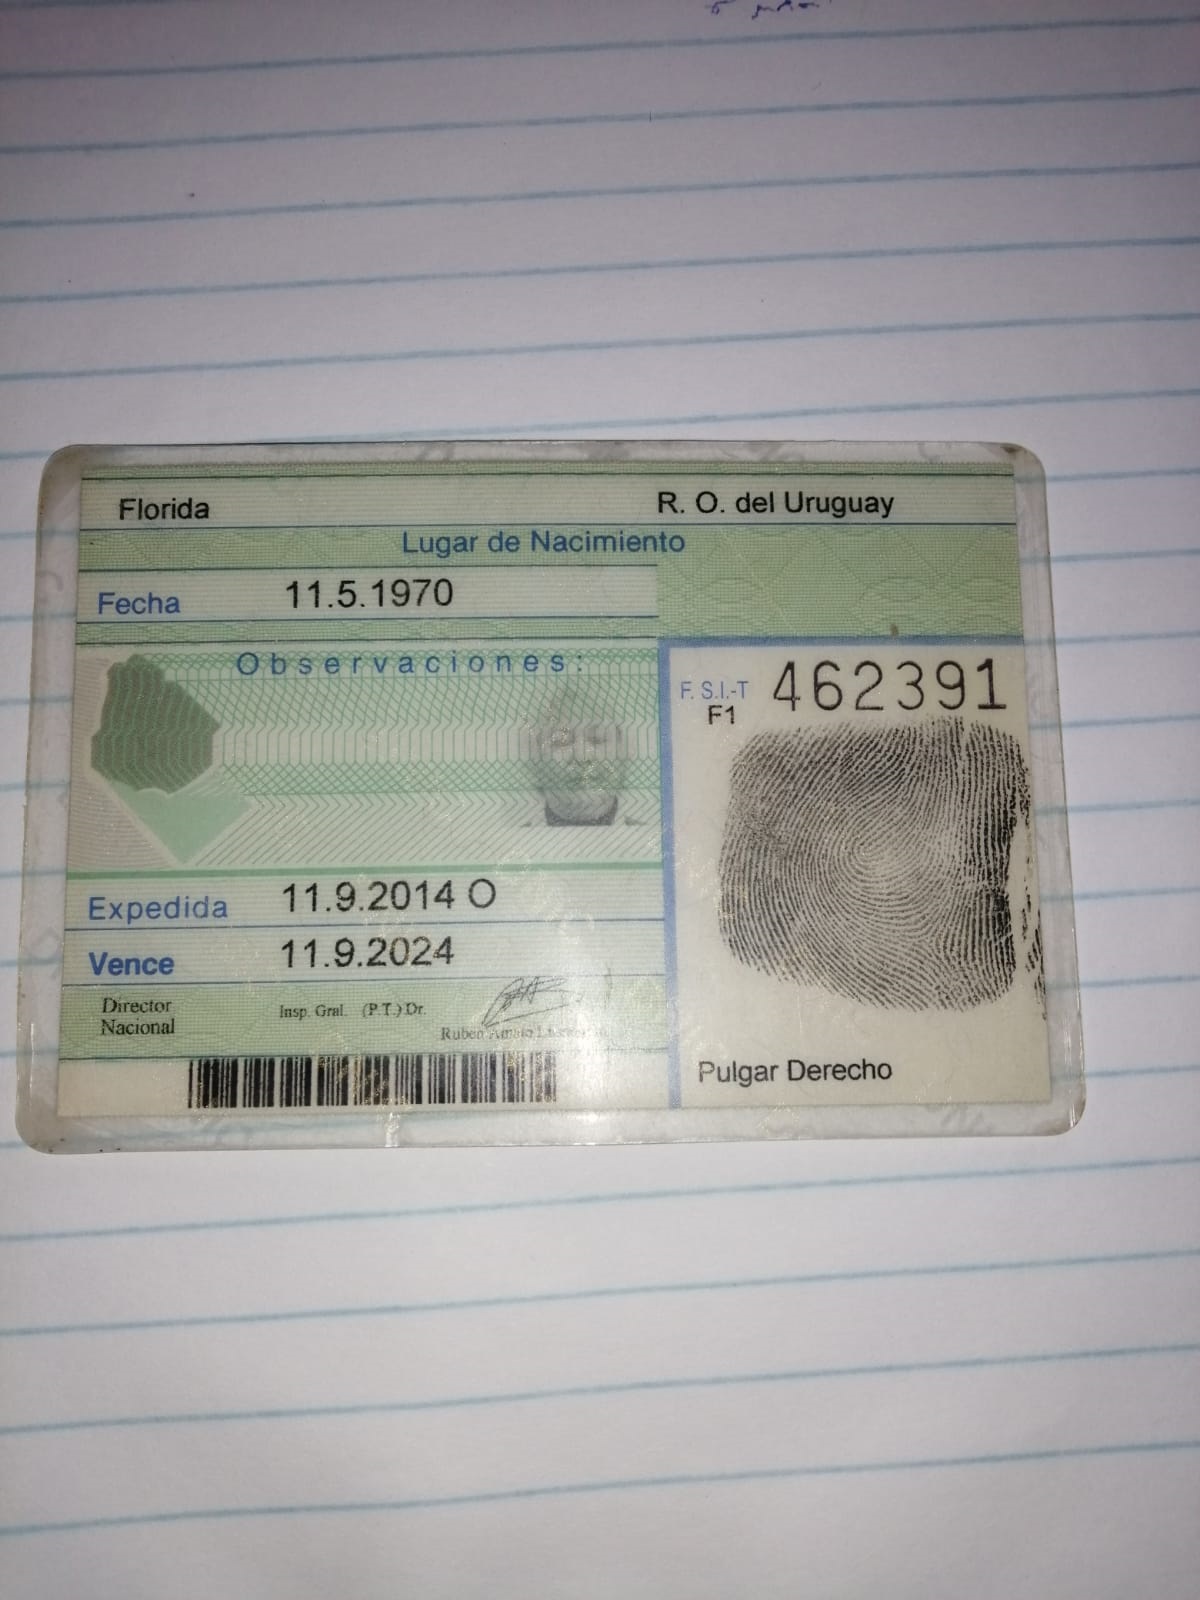 Florida R. O. del Uruguay
Lugar de Nacimiento
Fecha 11.5.1970
Observaciones:
F. S.I.-T 462391
F1
Expedida 11.9.2014 O
Vence 11.9.2024
Director Nacional
Insp. Gral. (P.T.) Dr.
Ruben Amato
Pulgar Derecho